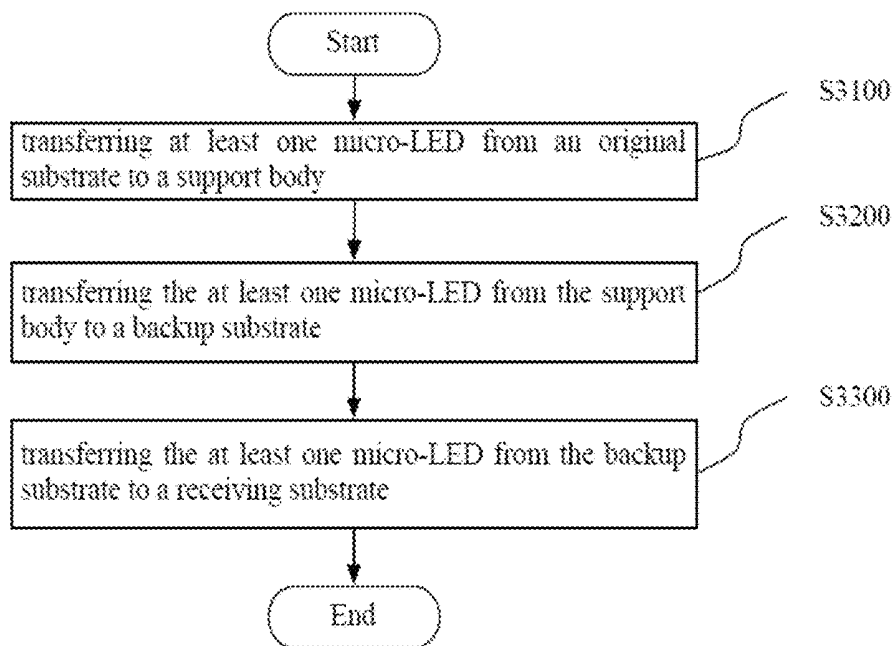 Start
S3100
transferring at least one micro-LED from an original
substrate to a support body
S3200
transferring the at least one micro-LED from the support
body to a backup substrate
S3300
transferring the at least one micro-LED from the backup
substrate to a receiving substrate
End